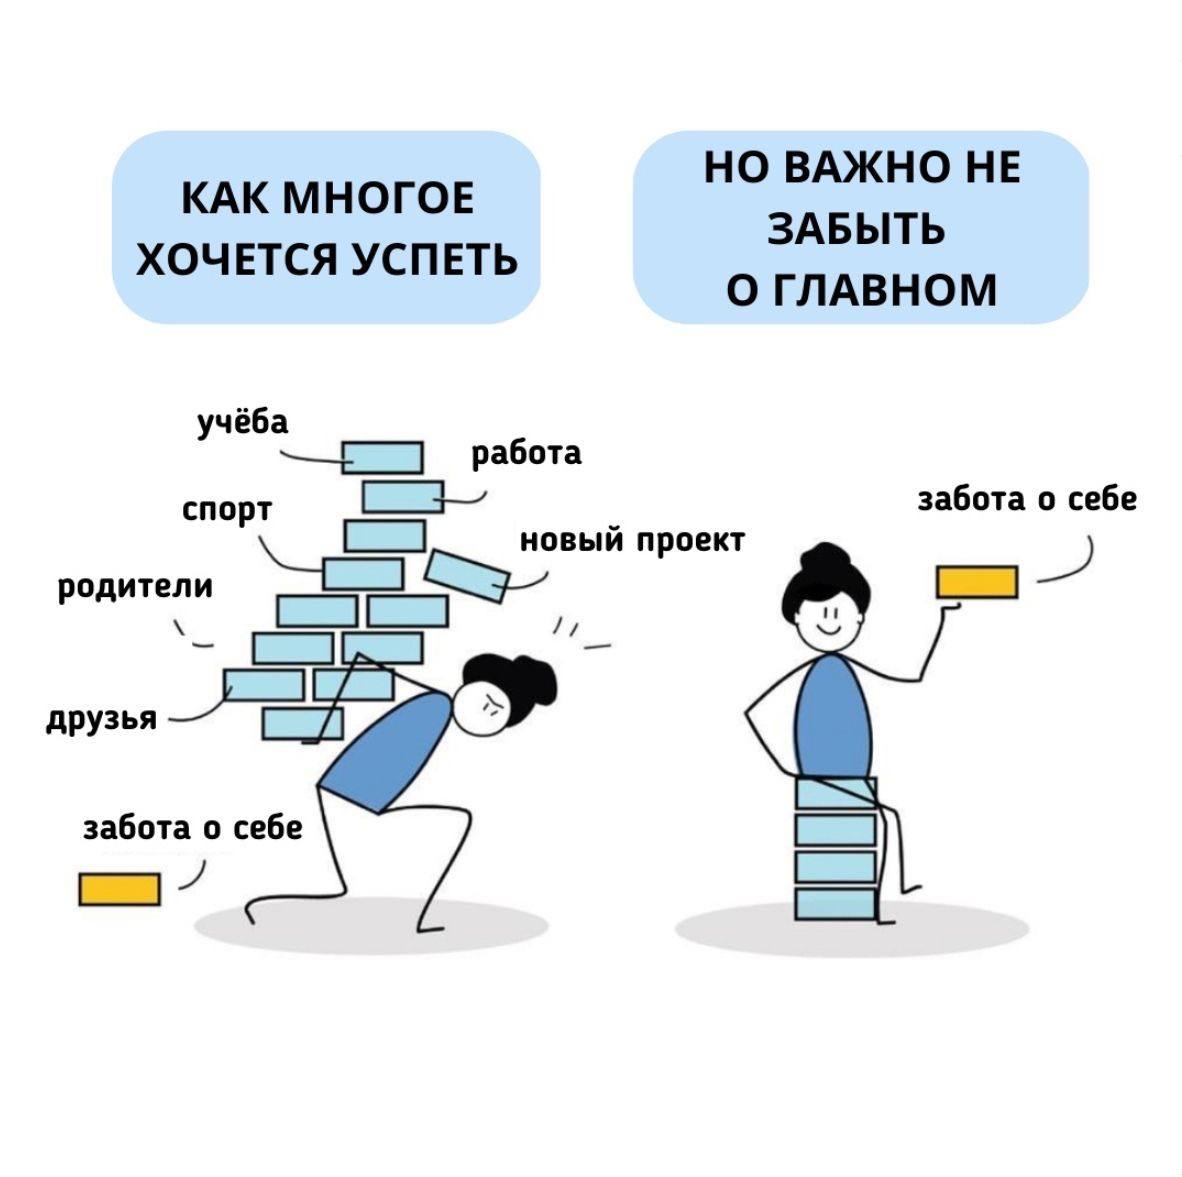 КАК МНОГОЕ
ХОЧЕТСЯ УСПЕТЬ
НО ВАЖНО НЕ
ЗАБЫТЬ
О ГЛАВНОМ
учёба
работа
спорт
новый проект
родители
друзья
забота о себе
забота о себе